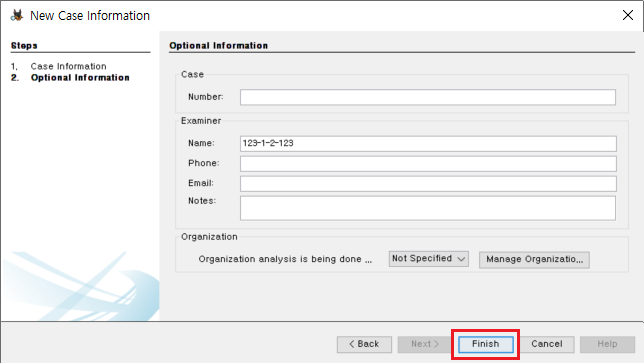 New Case Information
Steps
1. Case Information
2. Optional Information
Optional Information
Case
Number:
Examiner
Name: 123-1-2-123
Phone:
Email:
Notes:
Organization
Organization analysis is being done ... Not Specified Manage Organizatio...
< Back Next > Finish Cancel Help